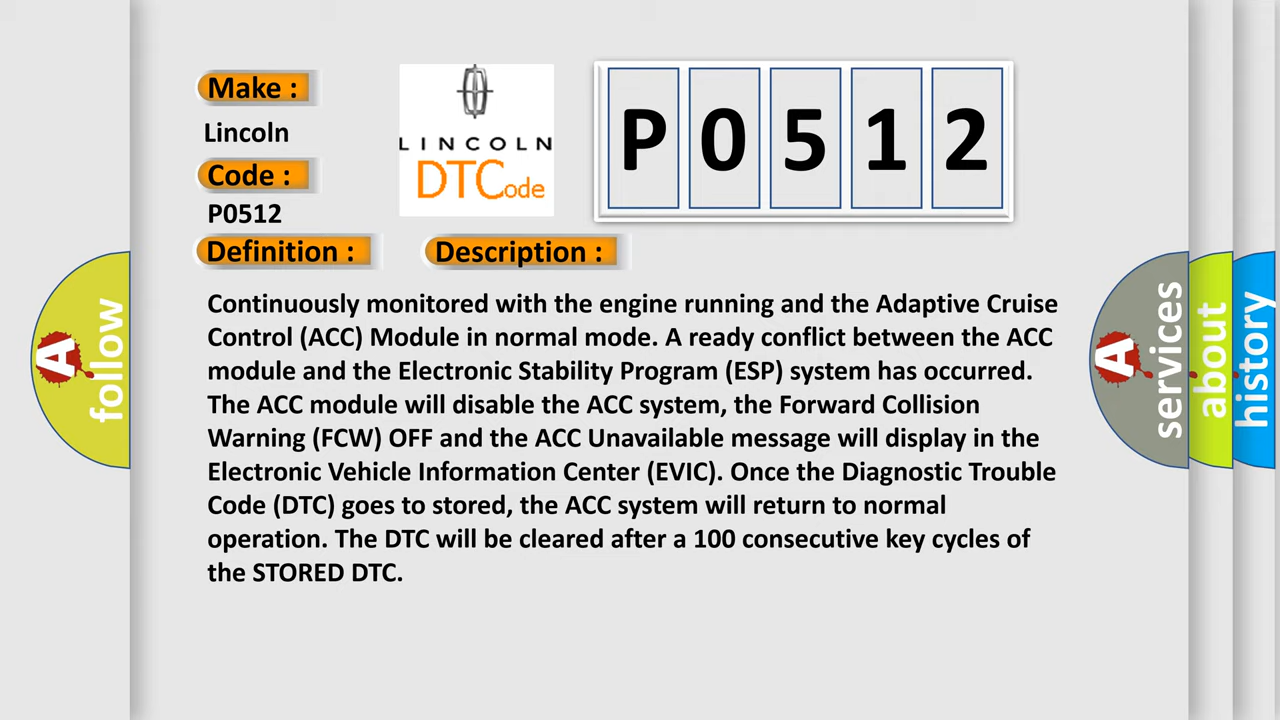 Make :
Lincoln
Code :
P0512
Definition :
Description :
LINCOLN
DTCode
P0512
Continuously monitored with the engine running and the Adaptive Cruise
Control (ACC) Module in normal mode. A ready conflict between the ACC
module and the Electronic Stability Program (ESP) system has occurred.
The ACC module will disable the ACC system, the Forward Collision
Warning (FCW) OFF and the ACC Unavailable message will display in the
Electronic Vehicle Information Center (EVIC). Once the Diagnostic Trouble
Code (DTC) goes to stored, the ACC system will return to normal
operation. The DTC will be cleared after a 100 consecutive key cycles of
the STORED DTC.
A
follow
A
services
about
history